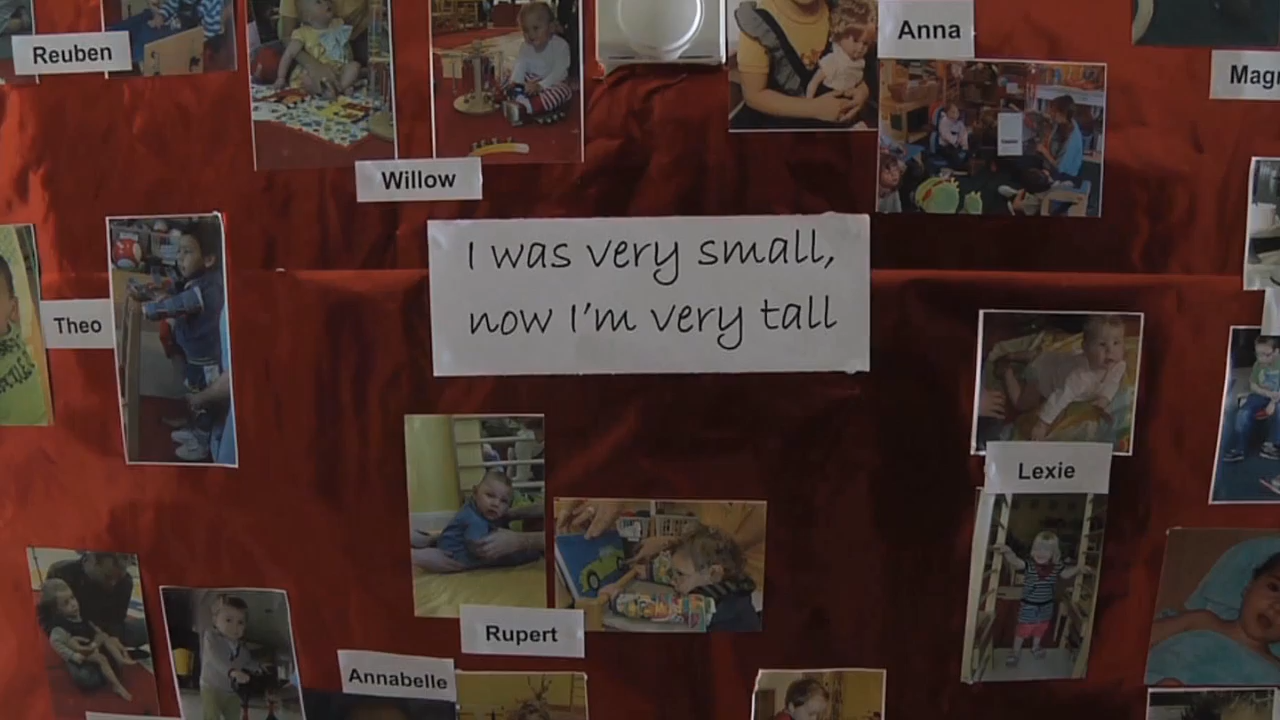 Anna
Reuben
Willow
I was very small,
now I'm very tall
Theo
Lexie
Rupert
Annabelle